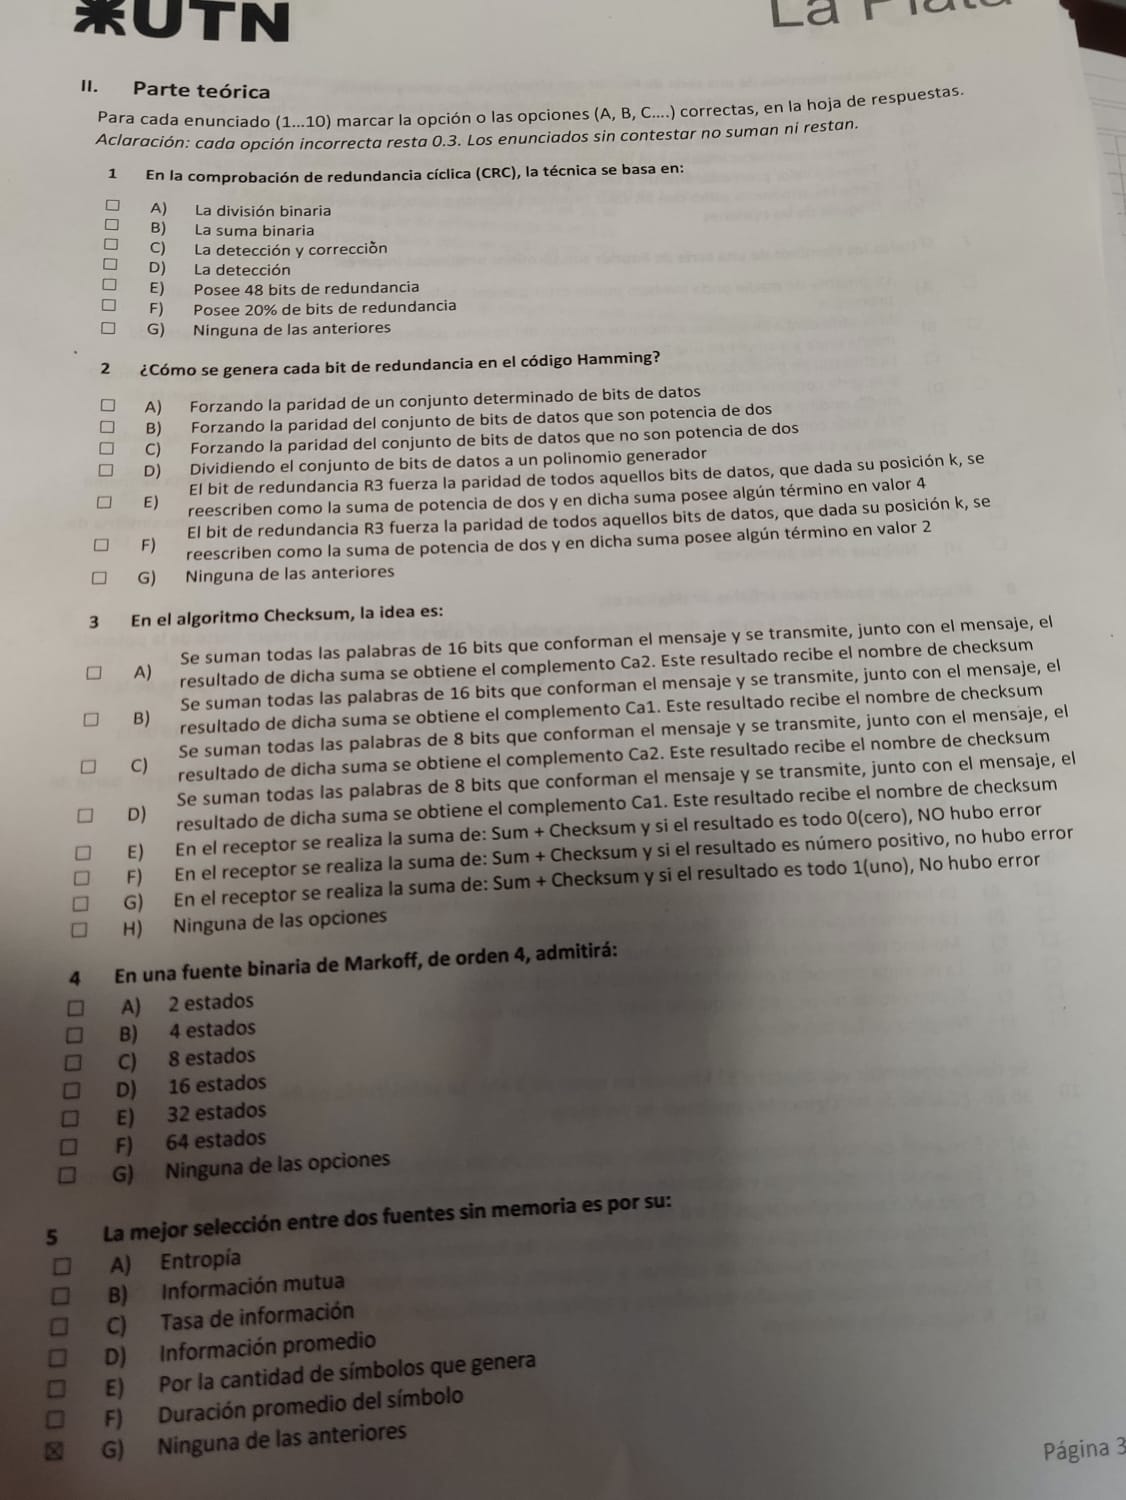 UTN
La Plata
II. Parte teórica
Para cada enunciado (1...10) marcar la opción o las opciones (A, B, C....) correctas, en la hoja de respuestas.
Aclaración: cada opción incorrecta resta 0.3. Los enunciados sin contestar no suman ni restan.
1 En la comprobación de redundancia cíclica (CRC), la técnica se basa en:
A) La división binaria
B) La suma binaria
C) La detección y corrección
D) La detección
E) Posee 48 bits de redundancia
F) Posee 20% de bits de redundancia
G) Ninguna de las anteriores
2 ¿Cómo se genera cada bit de redundancia en el código Hamming?
A) Forzando la paridad de un conjunto determinado de bits de datos
B) Forzando la paridad del conjunto de bits de datos que son potencia de dos
C) Forzando la paridad del conjunto de bits de datos que no son potencia de dos
D) Dividiendo el conjunto de bits de datos a un polinomio generador
El bit de redundancia R3 fuerza la paridad de todos aquellos bits de datos, que dada su posición k, se
E) reescriben como la suma de potencia de dos y en dicha suma posee algún término en valor 4
El bit de redundancia R3 fuerza la paridad de todos aquellos bits de datos, que dada su posición k, se
F) reescriben como la suma de potencia de dos y en dicha suma posee algún término en valor 2
G) Ninguna de las anteriores
3 En el algoritmo Checksum, la idea es:
Se suman todas las palabras de 16 bits que conforman el mensaje y se transmite, junto con el mensaje, el
A) resultado de dicha suma se obtiene el complemento Ca2. Este resultado recibe el nombre de checksum
Se suman todas las palabras de 16 bits que conforman el mensaje y se transmite, junto con el mensaje, el
B) resultado de dicha suma se obtiene el complemento Ca1. Este resultado recibe el nombre de checksum
Se suman todas las palabras de 8 bits que conforman el mensaje y se transmite, junto con el mensaje, el
C) resultado de dicha suma se obtiene el complemento Ca2. Este resultado recibe el nombre de checksum
Se suman todas las palabras de 8 bits que conforman el mensaje y se transmite, junto con el mensaje, el
D) resultado de dicha suma se obtiene el complemento Ca1. Este resultado recibe el nombre de checksum
E) En el receptor se realiza la suma de: Sum + Checksum y si el resultado es todo 0(cero), NO hubo error
F) En el receptor se realiza la suma de: Sum + Checksum y si el resultado es número positivo, no hubo error
G) En el receptor se realiza la suma de: Sum + Checksum y si el resultado es todo 1(uno), No hubo error
H) Ninguna de las opciones
4 En una fuente binaria de Markoff, de orden 4, admitirá:
A) 2 estados
B) 4 estados
C) 8 estados
D) 16 estados
E) 32 estados
F) 64 estados
G) Ninguna de las opciones
5 La mejor selección entre dos fuentes sin memoria es por su:
A) Entropía
B) Información mutua
C) Tasa de información
D) Información promedio
E) Por la cantidad de símbolos que genera
F) Duración promedio del símbolo
G) Ninguna de las anteriores
Página 3